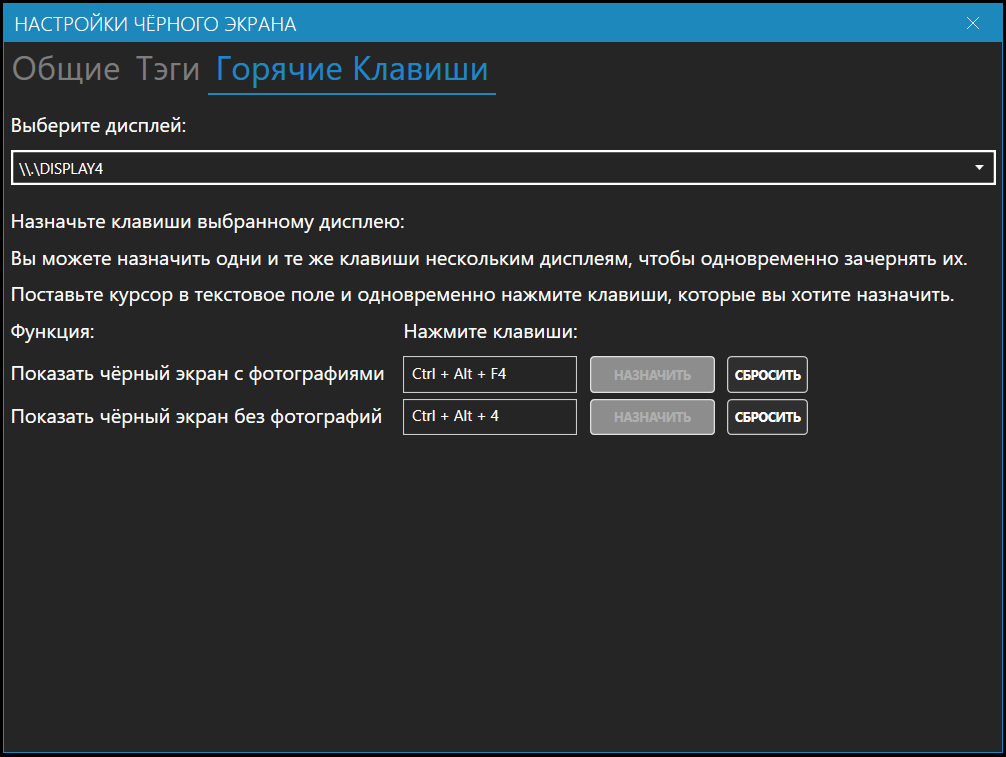 НАСТРОЙКИ ЧЁРНОГО ЭКРАНА
Общие Тэги Горячие Клавиши
Выберите дисплей:
\\.\DISPLAY4
Назначьте клавиши выбранному дисплею:
Вы можете назначить одни и те же клавиши нескольким дисплеям, чтобы одновременно зачернять их.
Поставьте курсор в текстовое поле и одновременно нажмите клавиши, которые вы хотите назначить.
Функция: Нажмите клавиши:
Показать чёрный экран с фотографиями Ctrl + Alt + F4 НАЗНАЧИТЬ СБРОСИТЬ
Показать чёрный экран без фотографий Ctrl + Alt + 4 НАЗНАЧИТЬ СБРОСИТЬ